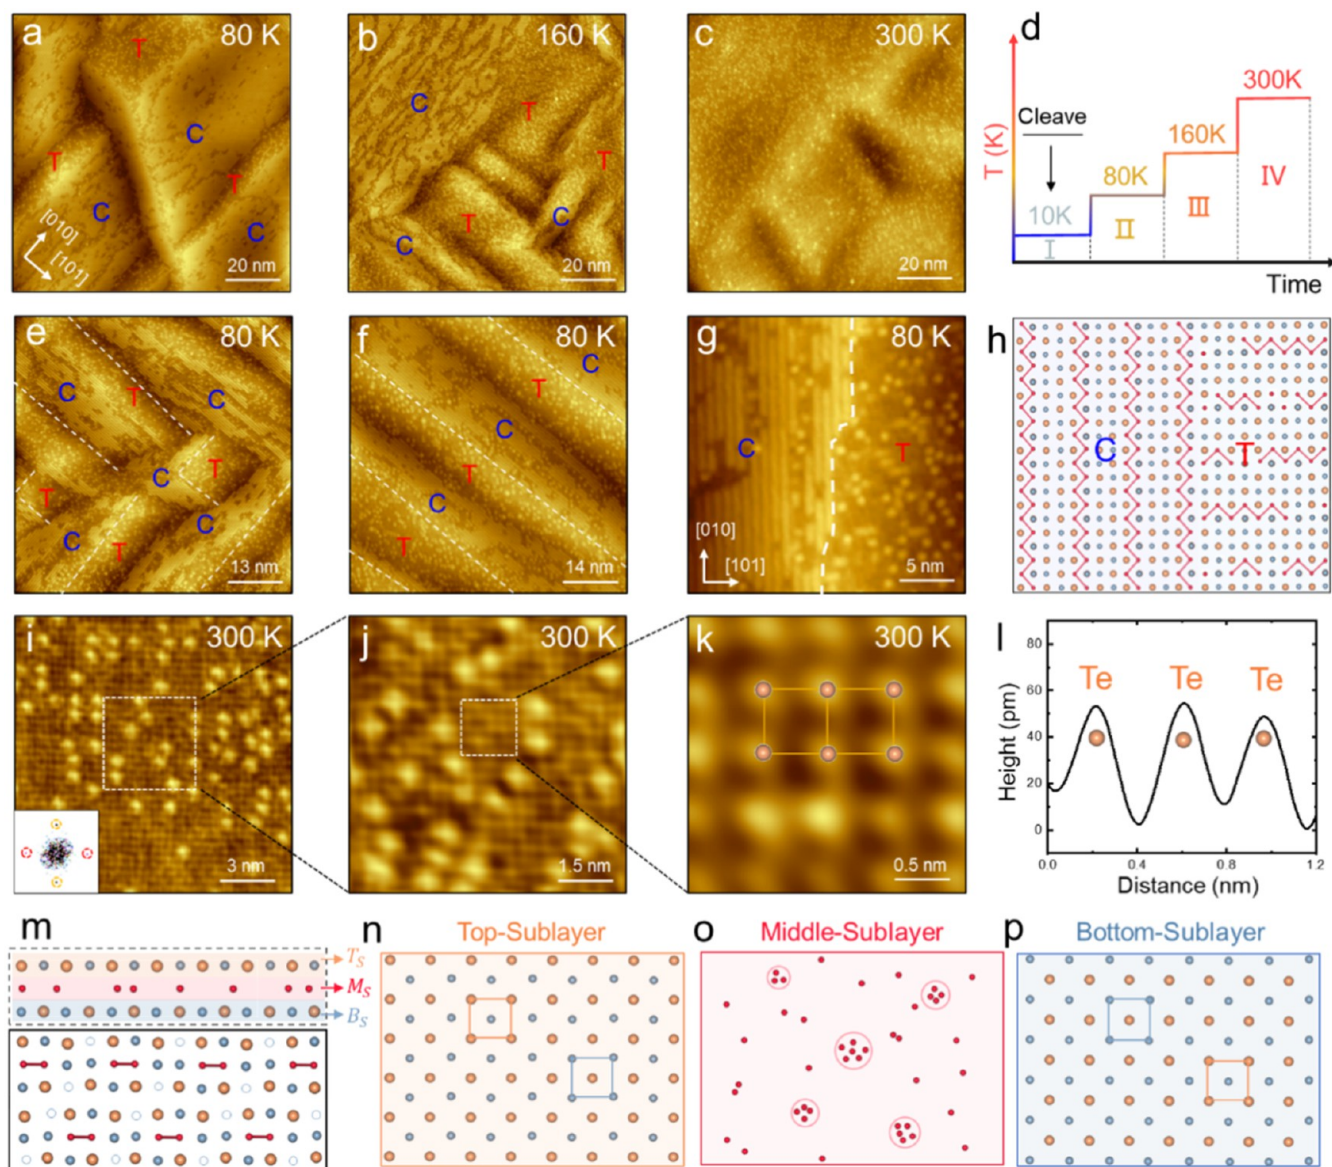 a
80 K
T
C
T
C
T
C
[010]
[101]
20 nm
b
160 K
C
T
T
T
C
C
20 nm
c
300 K
20 nm
d
T (K)
Cleave
10K
I
80K
II
160K
III
300K
IV
Time
e
80 K
C
T
C
C
T
T
C
C
T
13 nm
f
80 K
C
T
C
T
C
T
14 nm
g
80 K
C
T
[010]
[101]
5 nm
h
C
T
i
300 K
3 nm
j
300 K
1.5 nm
k
300 K
0.5 nm
l
Height (pm)
80
60
40
20
0
Te Te Te
0.0 0.4 0.8 1.2
Distance (nm)
m
T_S
M_S
B_S
n
Top-Sublayer
o
Middle-Sublayer
p
Bottom-Sublayer